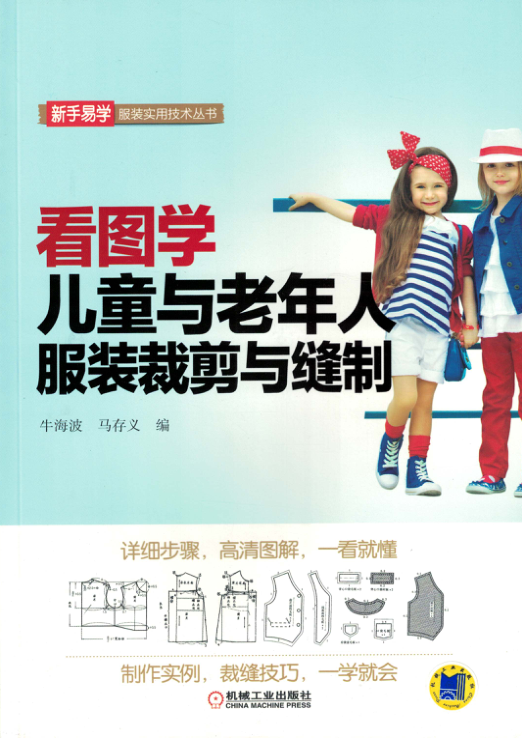 新手易学 服装实用技术丛书
看图学
儿童与老年人
服装裁剪与缝制
牛海波 马存义 编
详细步骤，高清图解，一看就懂
制作实例，裁缝技巧，一学就会
机械工业出版社
CHINA MACHINE PRESS